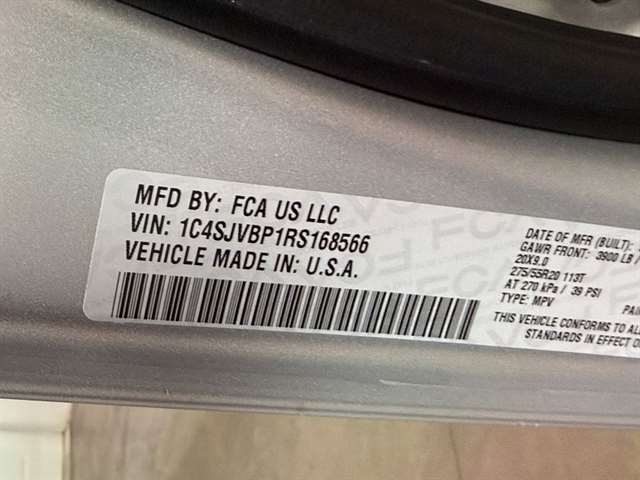 MFD BY: FCA US LLC
VIN: 1C4SJVBP1RS168566
VEHICLE MADE IN: U.S.A.
DATE OF MFR (BUILT):
GAWR FRONT: 3900 LB /
20X9.0
275/55R20 113T
AT 270 kPa / 39 PSI
TYPE: MPV
THIS VEHICLE CONFORMS TO AL
STANDARDS IN EFFECT O